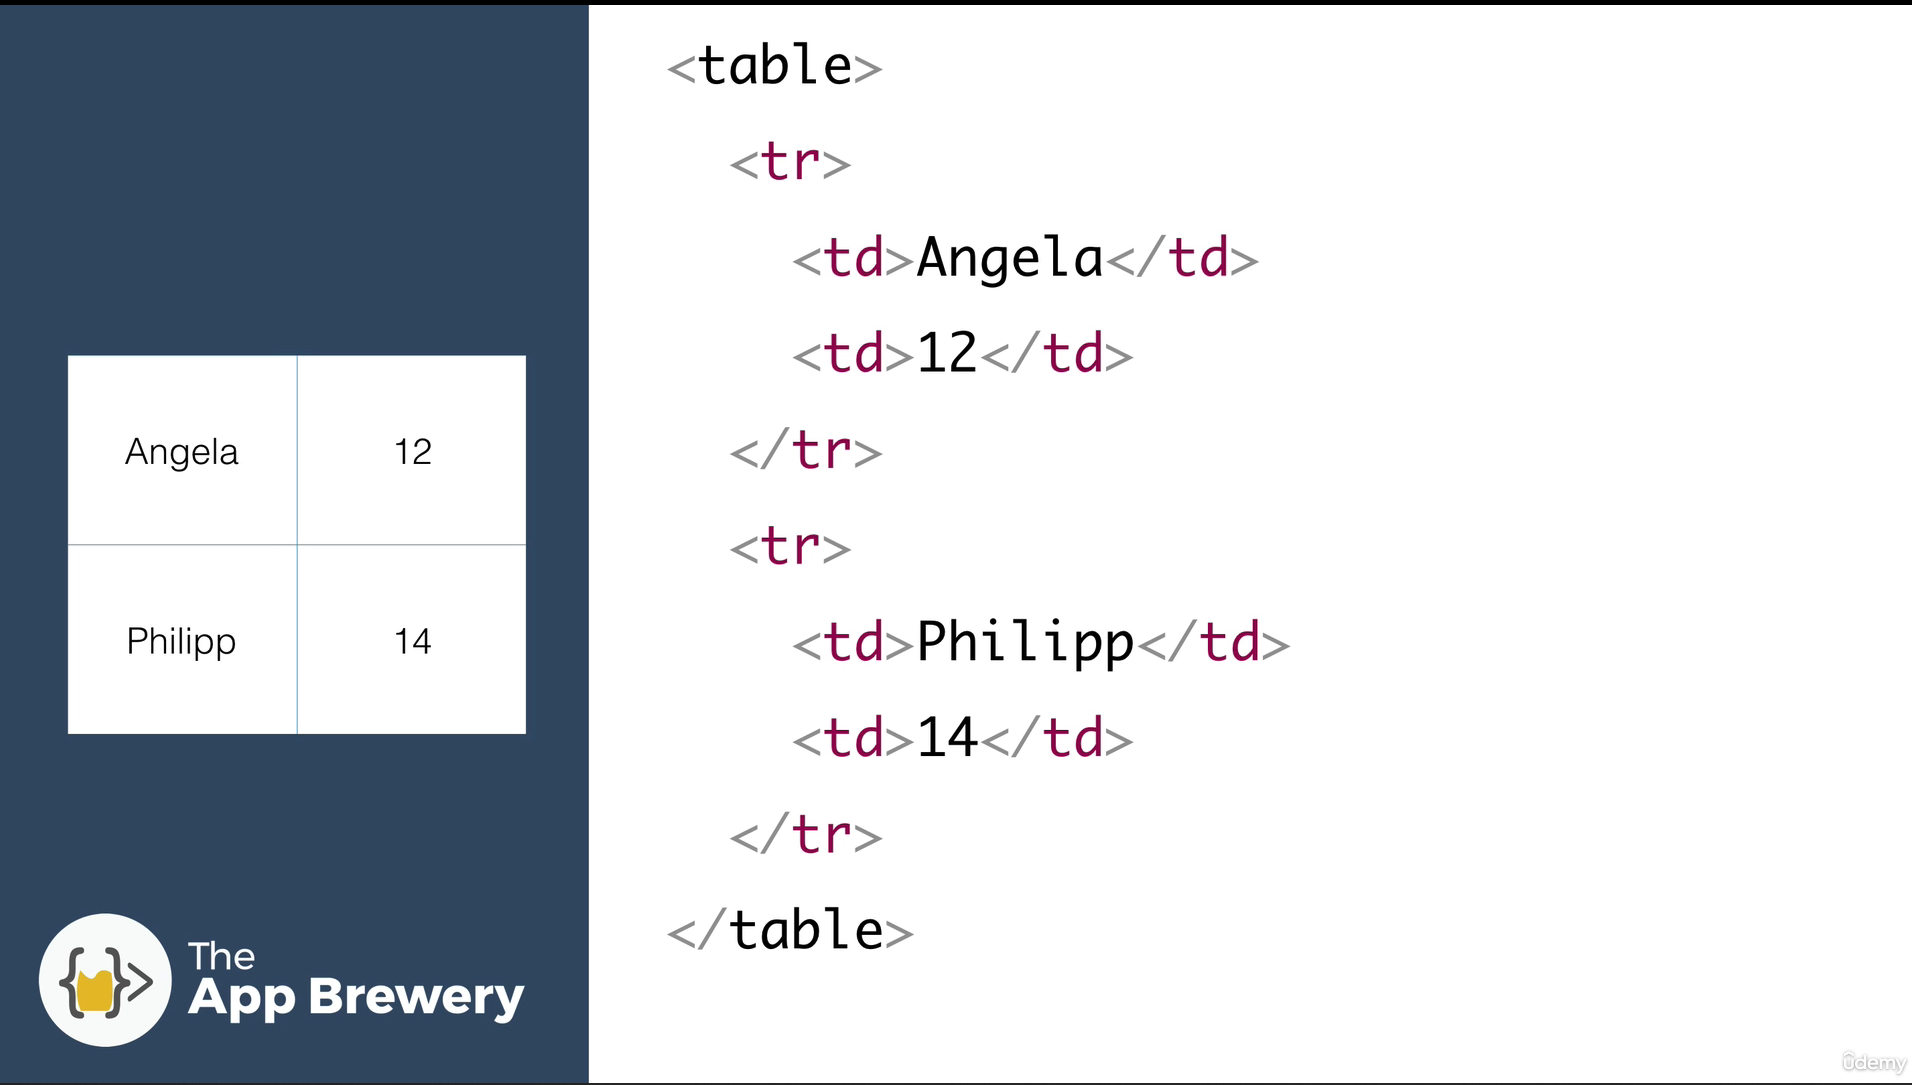 Angela 12
Philipp 14
The
App Brewery
<table>
<tr>
<td>Angela</td>
<td>12</td>
</tr>
<tr>
<td>Philipp</td>
<td>14</td>
</tr>
</table>
ûdemy